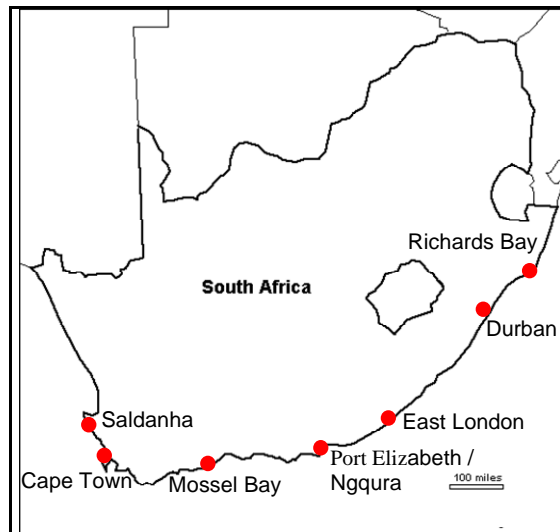 Richards Bay
South Africa
Durban
Saldanha
East London
Cape Town
Mossel Bay
Port Elizabeth /
Ngqura
100 miles